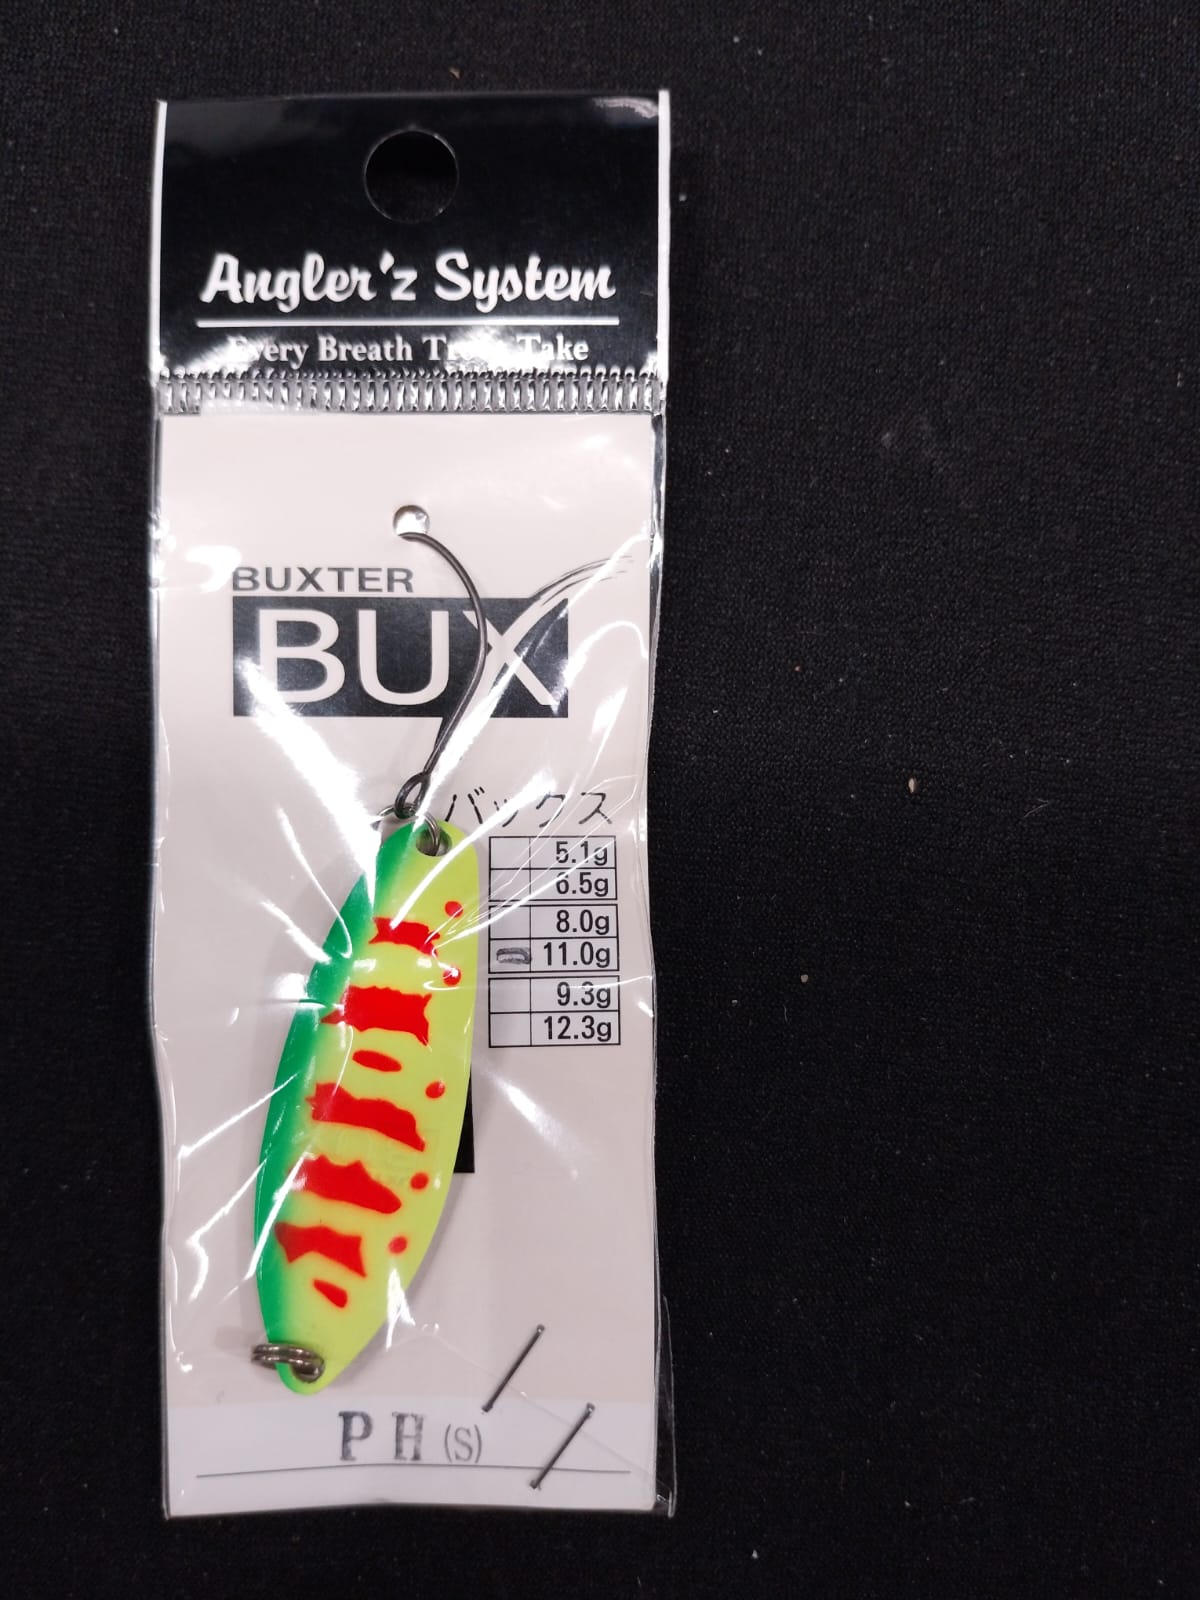 Angler'z System
Every Breath Trout Take
BUXTER
BUX
バックス
5.1g
6.5g
8.0g
11.0g
9.3g
12.3g
PH (S)